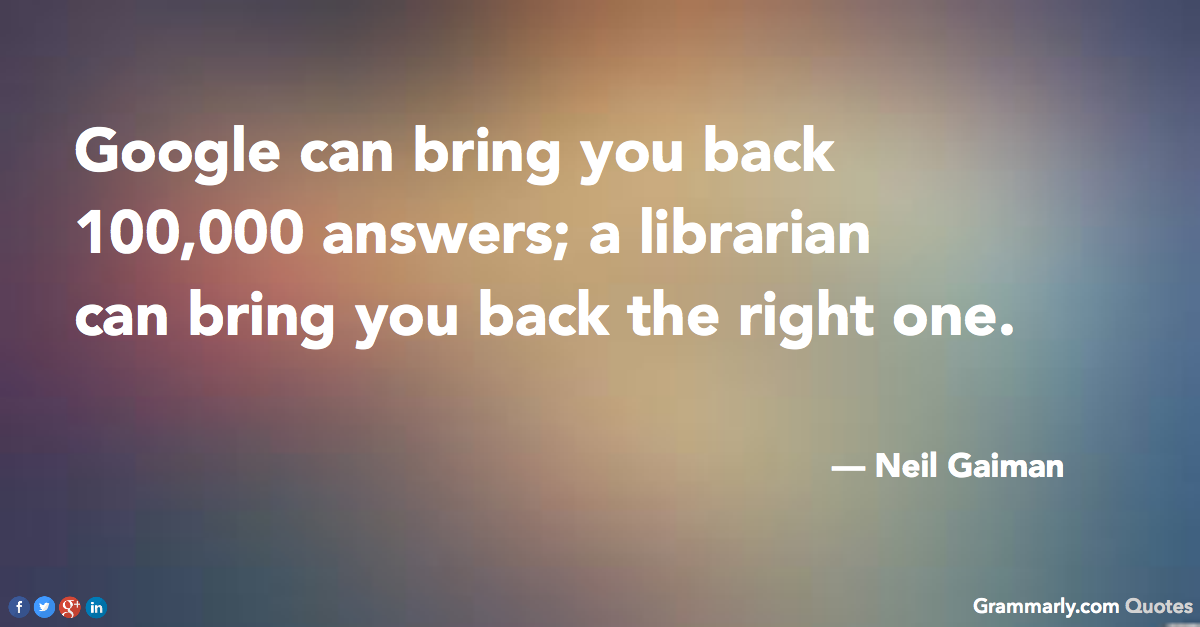 Google can bring you back
100,000 answers; a librarian
can bring you back the right one.
— Neil Gaiman
f g+ in
Grammarly.com Quotes